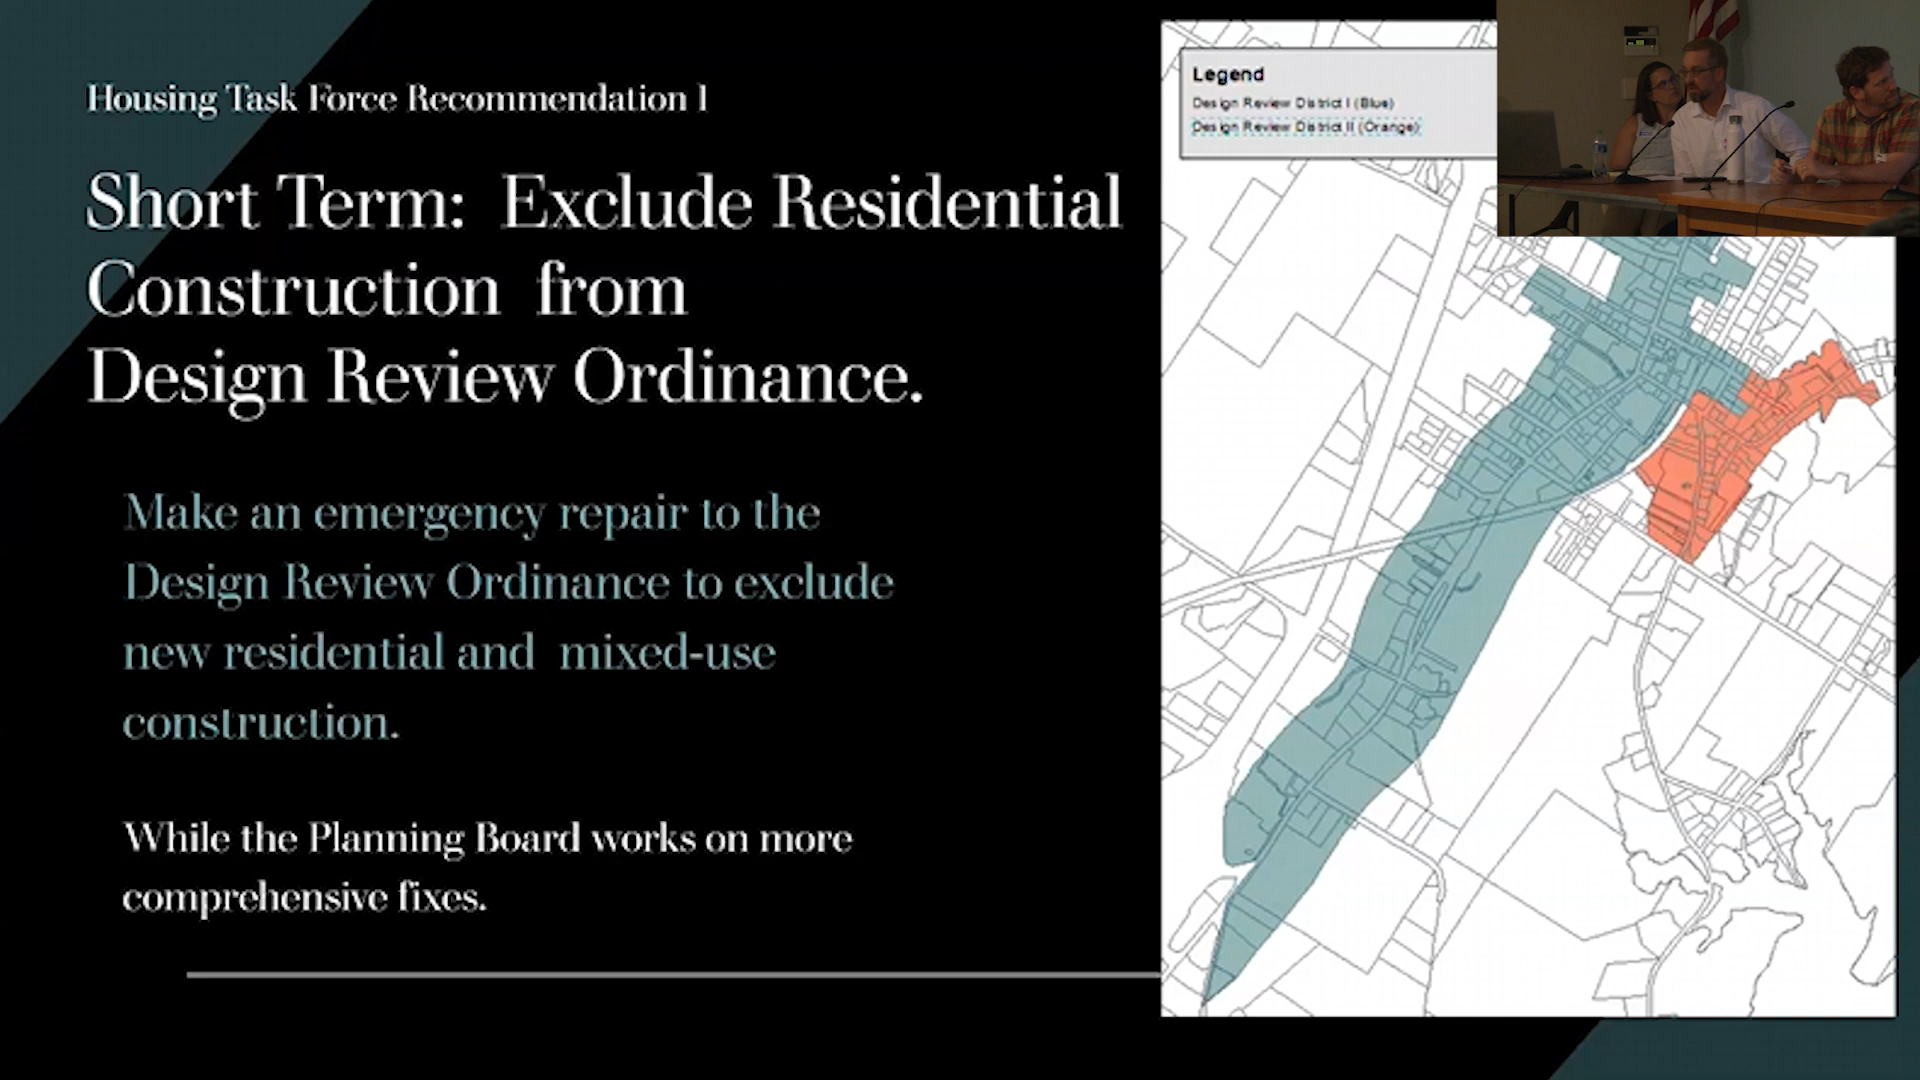 Housing Task Force Recommendation 1
Short Term: Exclude Residential
Construction from
Design Review Ordinance.
Make an emergency repair to the
Design Review Ordinance to exclude
new residential and mixed-use
construction.
While the Planning Board works on more
comprehensive fixes.
Legend
Design Review District I (Blue)
Design Review District II (Orange)